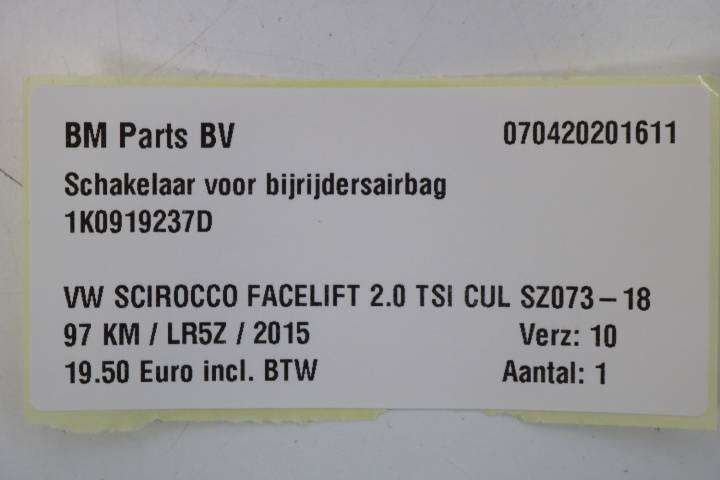 BM Parts BV 070420201611
Schakelaar voor bijrijdersairbag
1K0919237D
VW SCIROCCO FACELIFT 2.0 TSI CUL SZ073-18
97 KM / LR5Z / 2015 Verz: 10
19.50 Euro incl. BTW Aantal: 1